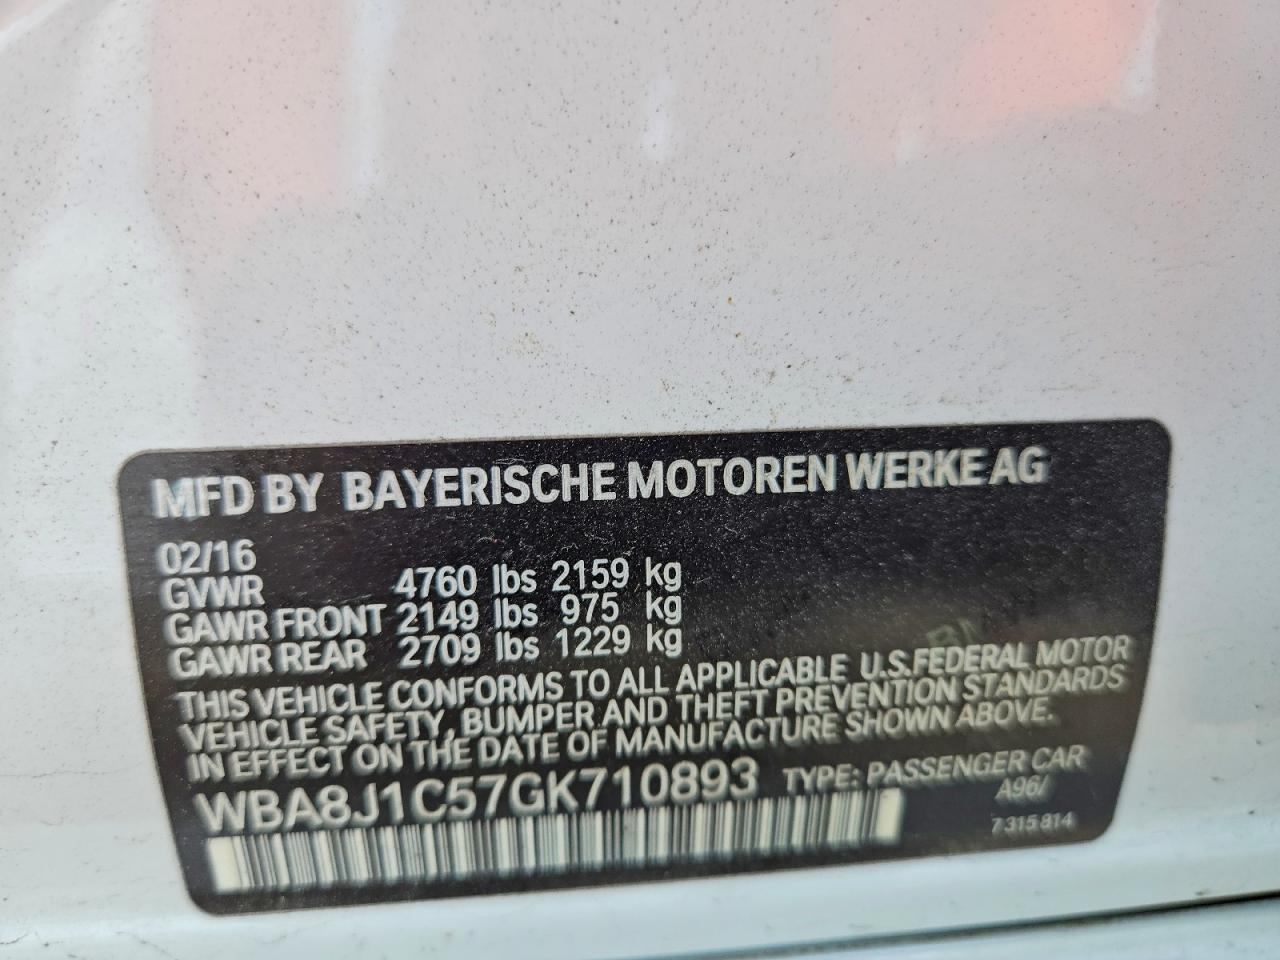 MFD BY BAYERISCHE MOTOREN WERKE AG
02/16
GVWR 4760 lbs 2159 kg
GAWR FRONT 2149 lbs 975 kg
GAWR REAR 2709 lbs 1229 kg
THIS VEHICLE CONFORMS TO ALL APPLICABLE U.S.FEDERAL MOTOR
VEHICLE SAFETY, BUMPER AND THEFT PREVENTION STANDARDS
IN EFFECT ON THE DATE OF MANUFACTURE SHOWN ABOVE.
WBA8J1C57GK710893 TYPE: PASSENGER CAR
A96/
7 315 814